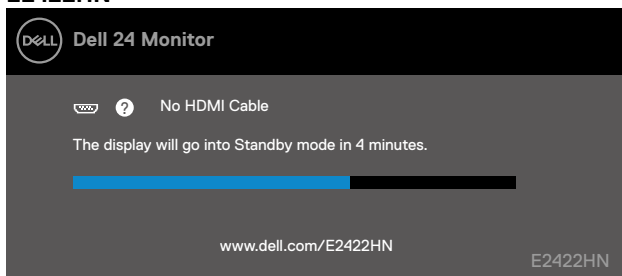 E2422HN
DELL Dell 24 Monitor
? No HDMI Cable
The display will go into Standby mode in 4 minutes.
www.dell.com/E2422HN
E2422HN